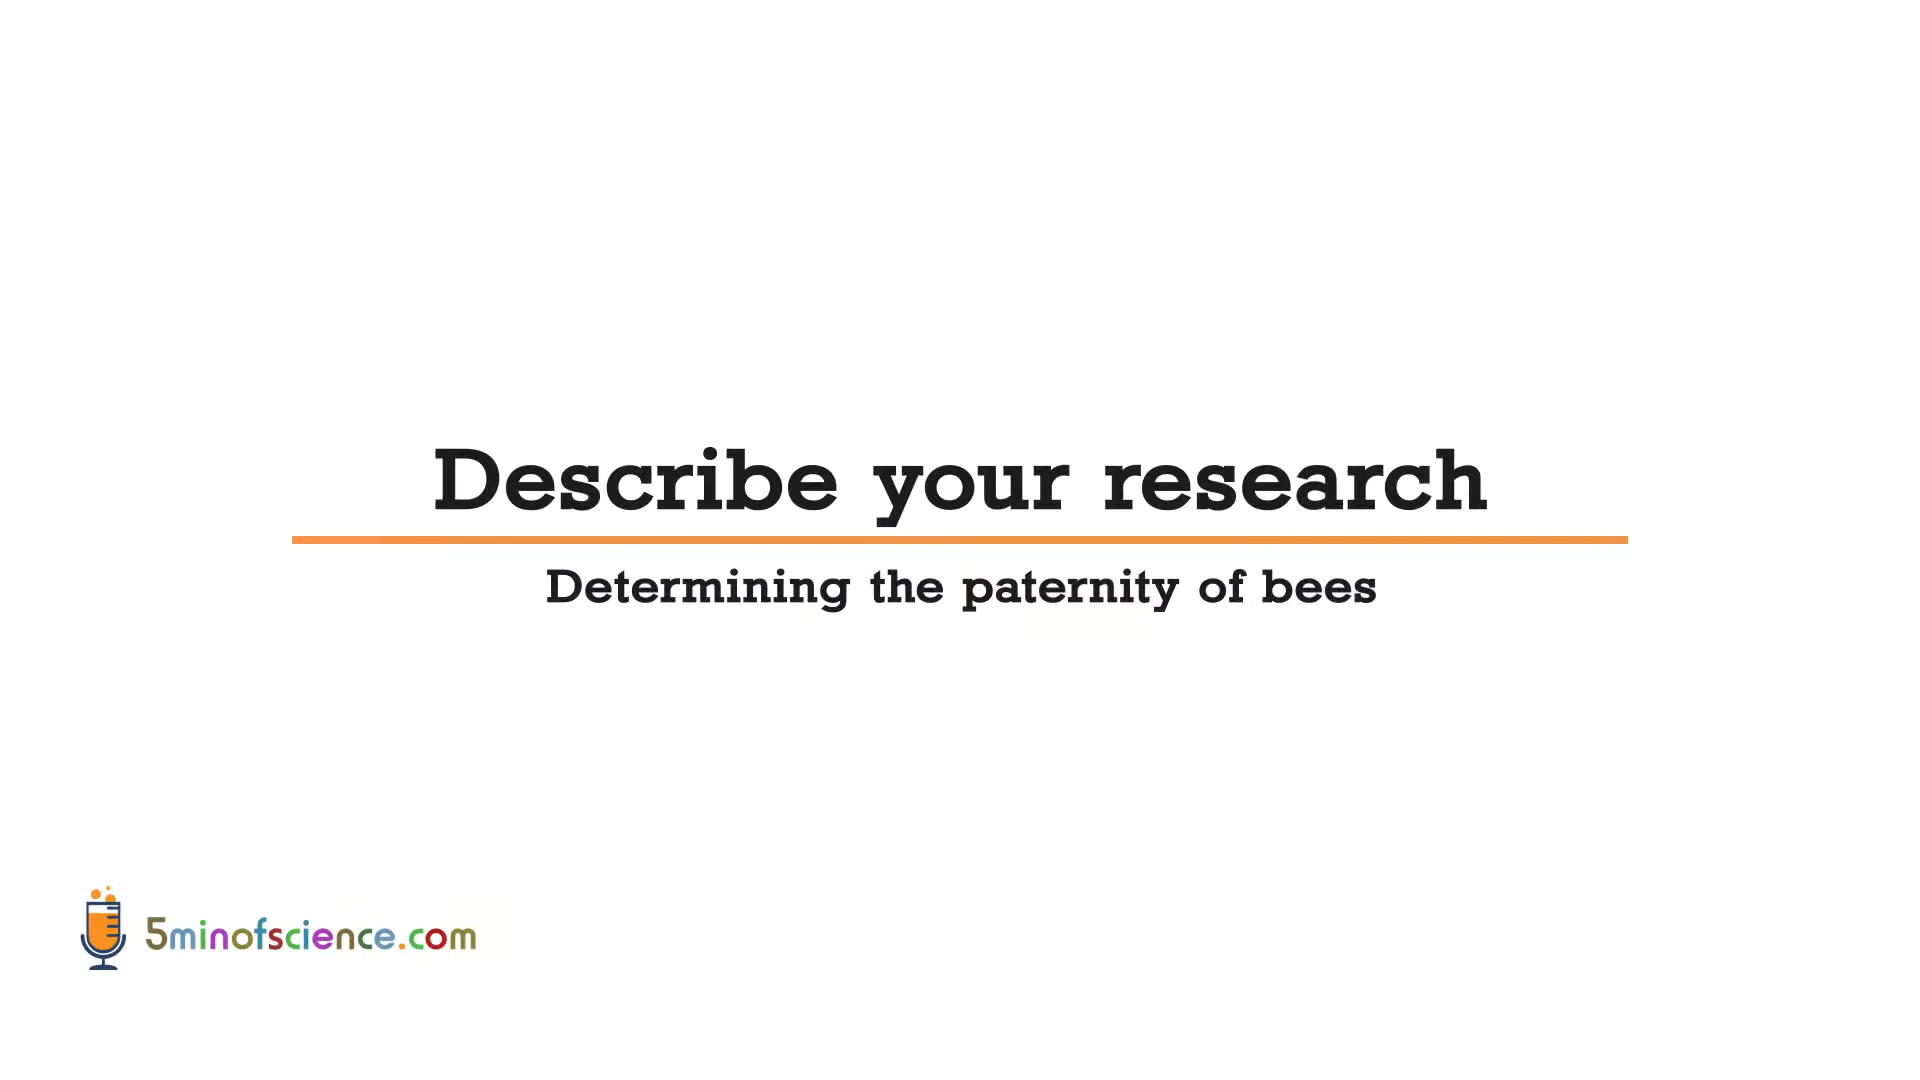 Describe your research
Determining the paternity of bees
5minofscience.com